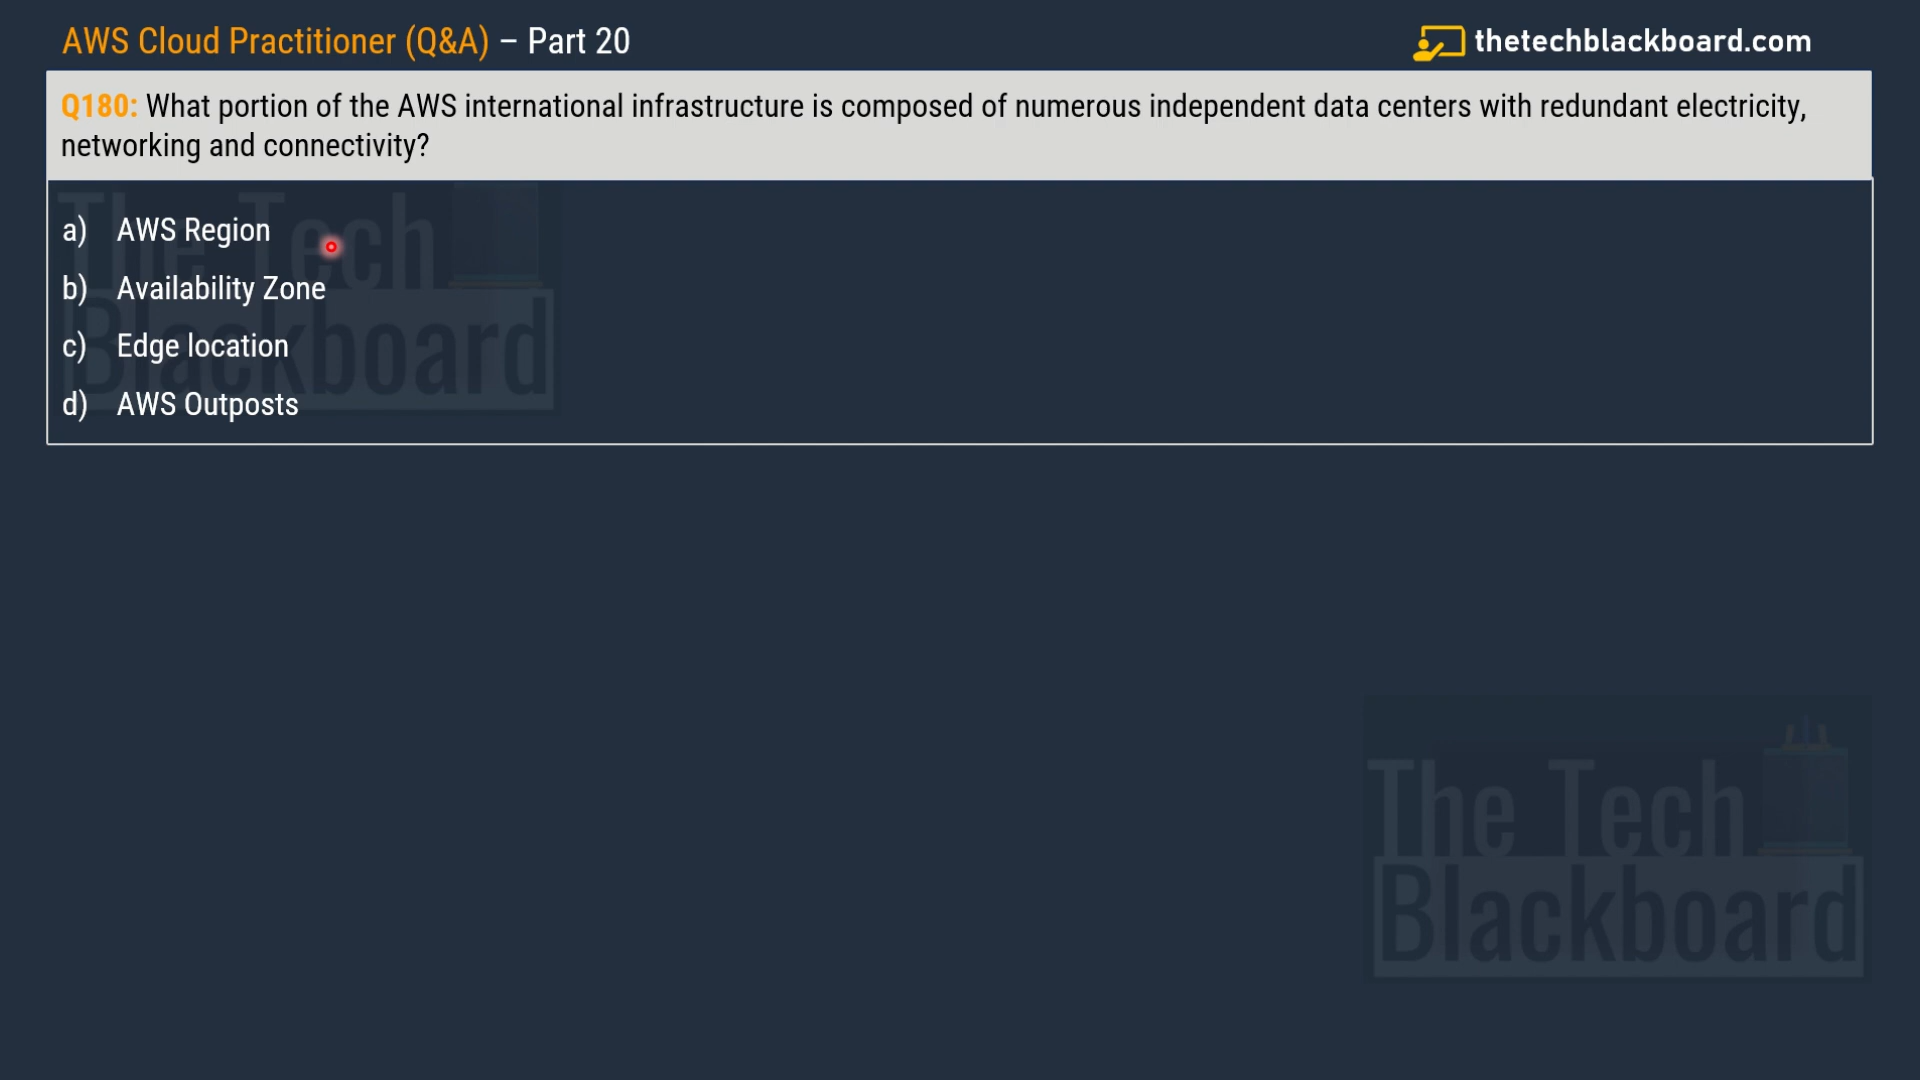 AWS Cloud Practitioner (Q&A) – Part 20
thetechblackboard.com
Q180: What portion of the AWS international infrastructure is composed of numerous independent data centers with redundant electricity,
networking and connectivity?
a) AWS Region
b) Availability Zone
c) Edge location
d) AWS Outposts
The Tech
Blackboard
The Tech
Blackboard